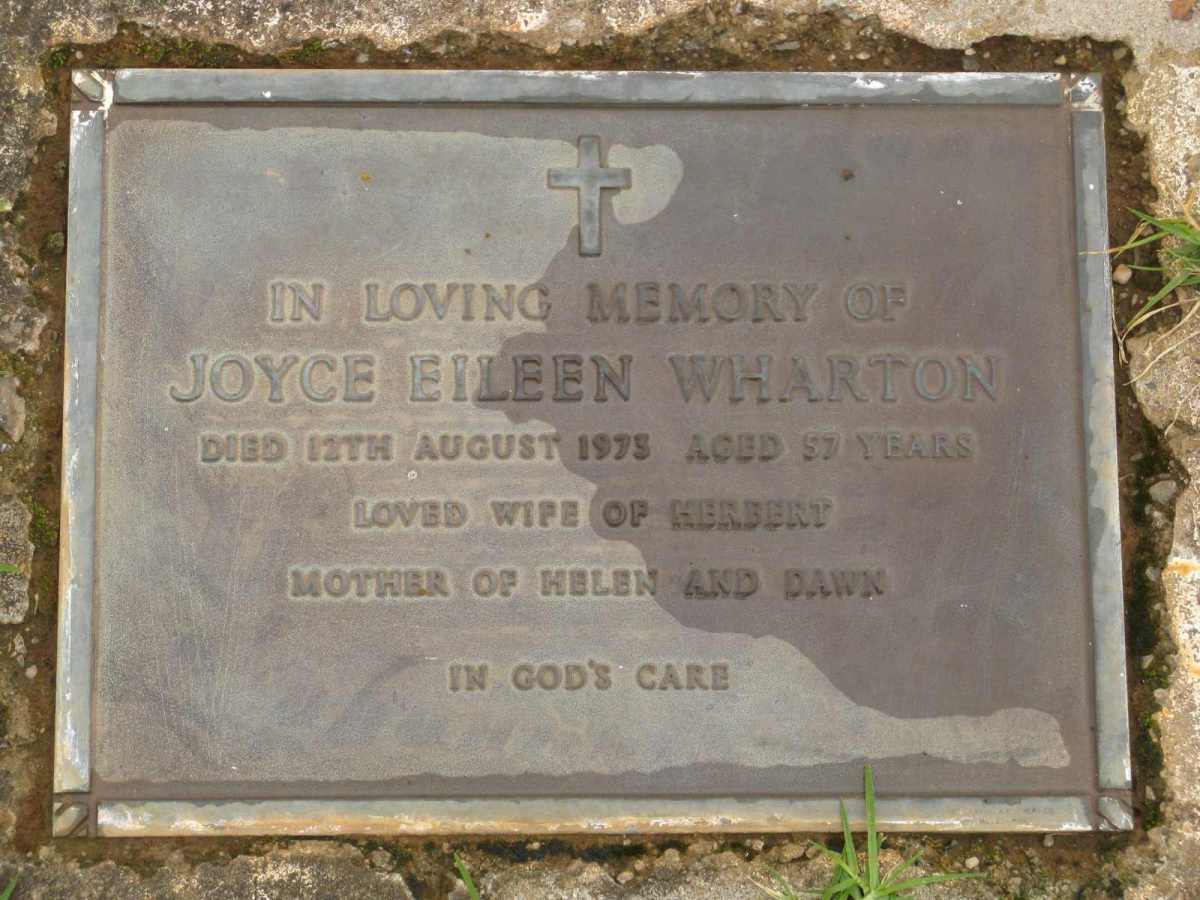 IN LOVING MEMORY OF
JOYCE EILEEN WHARTON
DIED 12TH AUGUST 1973 AGED 57 YEARS
LOVED WIFE OF HERBERT
MOTHER OF HELEN AND DAWN
IN GOD'S CARE